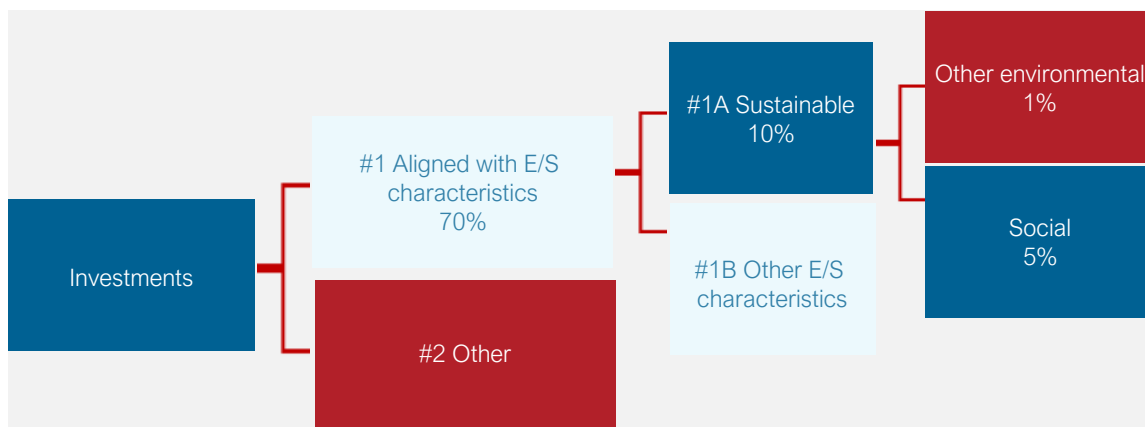 Investments
#1 Aligned with E/S
characteristics
70%
#2 Other
#1A Sustainable
10%
#1B Other E/S
characteristics
Other environmental
1%
Social
5%